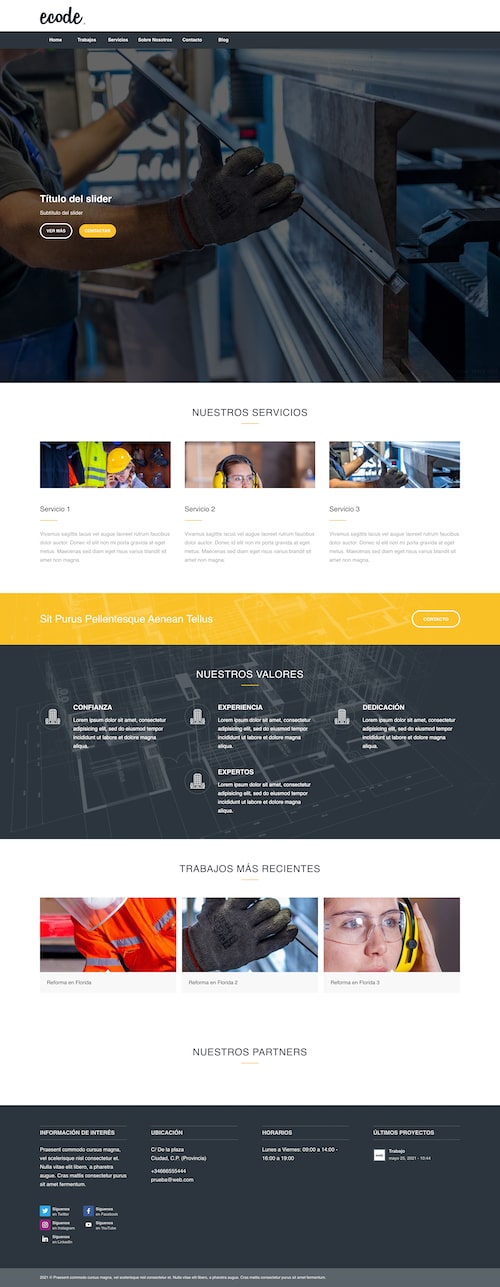 ecode.
Home Trabajos Servicios Sobre Nosotros Contacto Blog
Título del slider
Subtítulo del slider
VER MÁS CONTACTAR
NUESTROS SERVICIOS
Servicio 1
Vivamus sagittis lacus vel augue laoreet rutrum faucibus
dolor auctor. Donec id elit non mi porta gravida at eget
metus. Maecenas sed diam eget risus varius blandit sit
amet non magna.
Servicio 2
Vivamus sagittis lacus vel augue laoreet rutrum faucibus
dolor auctor. Donec id elit non mi porta gravida at eget
metus. Maecenas sed diam eget risus varius blandit sit
amet non magna.
Servicio 3
Vivamus sagittis lacus vel augue laoreet rutrum faucibus
dolor auctor. Donec id elit non mi porta gravida at eget
metus. Maecenas sed diam eget risus varius blandit sit
amet non magna.
Sit Purus Pellentesque Aenean Tellus
CONTACTO
NUESTROS VALORES
CONFIANZA
Lorem ipsum dolor sit amet, consectetur
adipisicing elit, sed do eiusmod tempor
incididunt ut labore et dolore magna
aliqua.
EXPERIENCIA
Lorem ipsum dolor sit amet, consectetur
adipisicing elit, sed do eiusmod tempor
incididunt ut labore et dolore magna
aliqua.
DEDICACIÓN
Lorem ipsum dolor sit amet, consectetur
adipisicing elit, sed do eiusmod tempor
incididunt ut labore et dolore magna
aliqua.
EXPERTOS
Lorem ipsum dolor sit amet, consectetur
adipisicing elit, sed do eiusmod tempor
incididunt ut labore et dolore magna
aliqua.
TRABAJOS MÁS RECIENTES
Reforma en Florida
Reforma en Florida 2
Reforma en Florida 3
NUESTROS PARTNERS
INFORMACIÓN DE INTERÉS
Praesent commodo cursus magna,
vel scelerisque nisl consectetur et.
Nulla vitae elit libero, a pharetra
augue. Cras mattis consectetur purus
sit amet fermentum.
Síguenos
en Twitter
Síguenos
en Facebook
Síguenos
en Instagram
Síguenos
en YouTube
Síguenos
en LinkedIn
UBICACIÓN
C/ De la plaza
Ciudad, C.P. (Provincia)
+34666555444
prueba@web.com
HORARIOS
Lunes a Viernes: 09:00 a 14:00 -
16:00 a 19:00
ÚLTIMOS PROYECTOS
Trabajo
mayo 25, 2021 - 10:44
2021 © Praesent commodo cursus magna, vel scelerisque nisl consectetur et. Nulla vitae elit libero, a pharetra augue. Cras mattis consectetur purus sit amet fermentum.